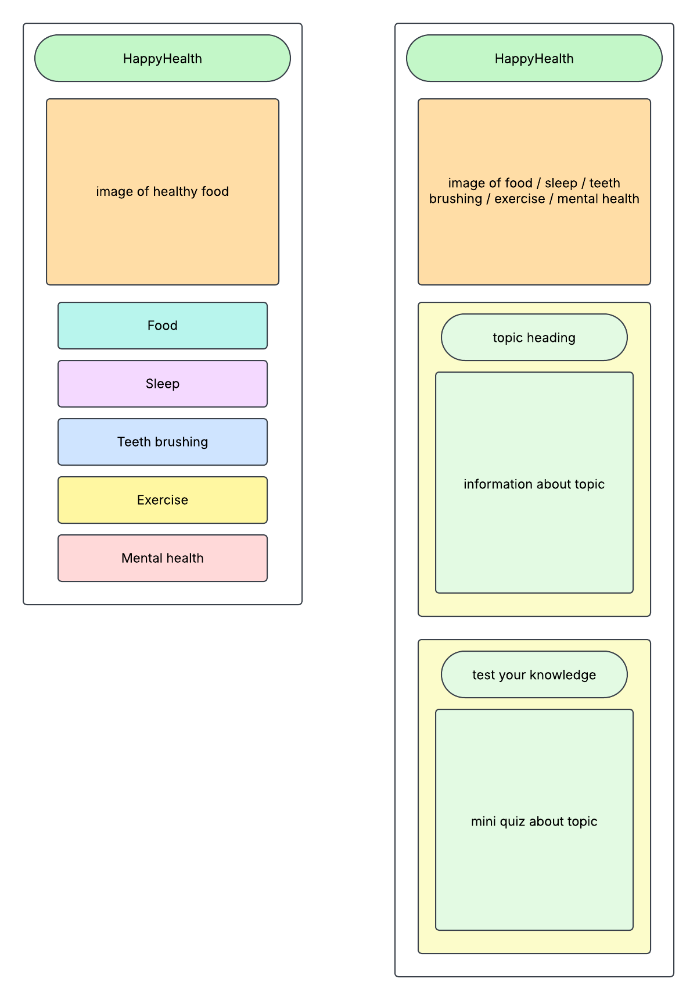 HappyHealth
image of healthy food
Food
Sleep
Teeth brushing
Exercise
Mental health
HappyHealth
image of food / sleep / teeth
brushing / exercise / mental health
topic heading
information about topic
test your knowledge
mini quiz about topic